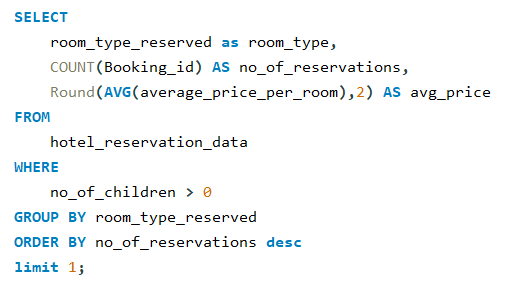 SELECT
room_type_reserved as room_type,
COUNT(Booking_id) AS no_of_reservations,
Round(AVG(average_price_per_room),2) AS avg_price
FROM
hotel_reservation_data
WHERE
no_of_children > 0
GROUP BY room_type_reserved
ORDER BY no_of_reservations desc
limit 1;